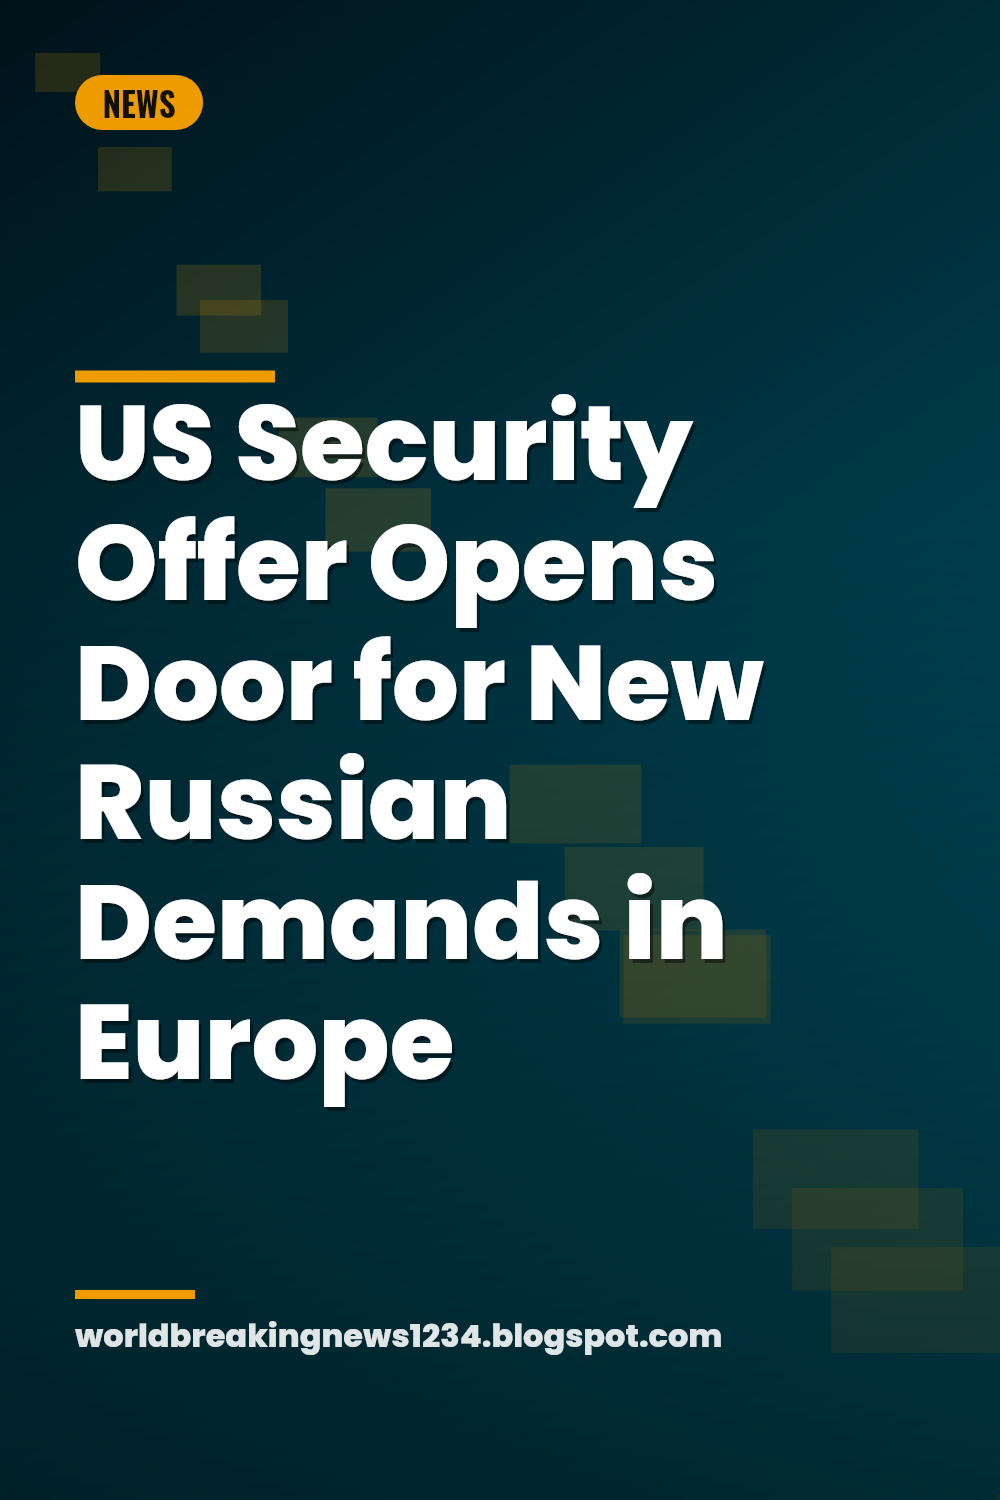 NEWS
US Security
Offer Opens
Door for New
Russian
Demands in
Europe
worldbreakingnews1234.blogspot.com